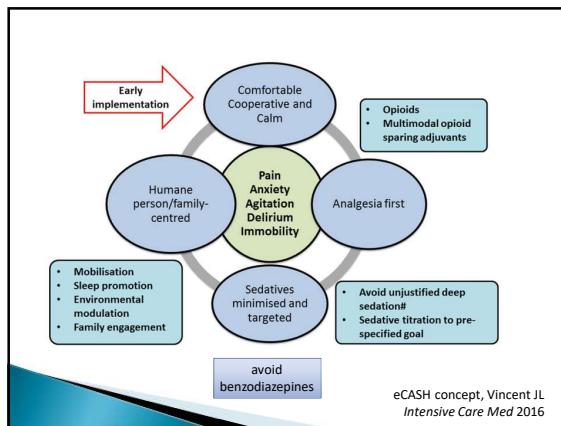 Early
implementation
Comfortable
Cooperative and
Calm
• Opioids
• Multimodal opioid
sparing adjuvants
Humane
person/family-
centred
Pain
Anxiety
Agitation
Delirium
Immobility
Analgesia first
• Mobilisation
• Sleep promotion
• Environmental
modulation
• Family engagement
Sedatives
minimised and
targeted
• Avoid unjustified deep
sedation#
• Sedative titration to pre-
specified goal
avoid
benzodiazepines
eCASH concept, Vincent JL
Intensive Care Med 2016